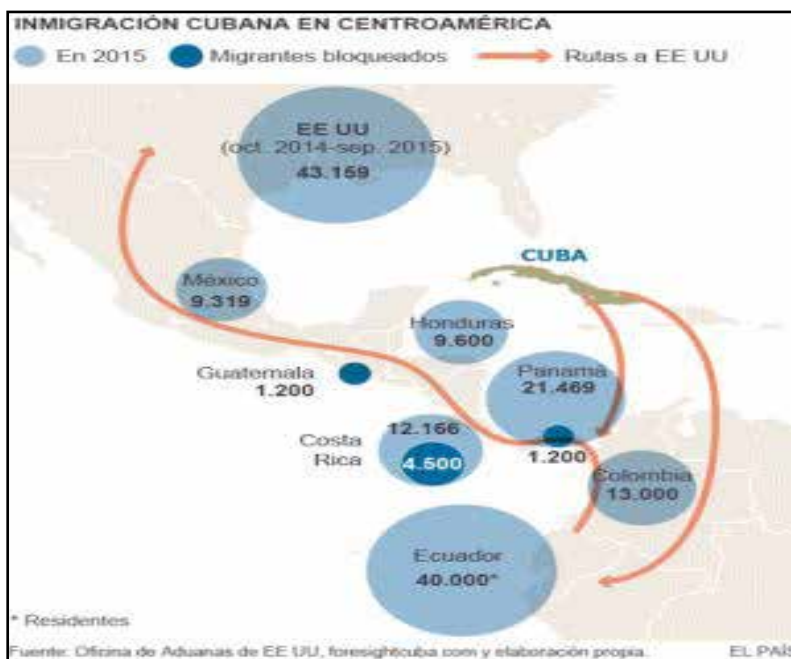 INMIGRACIÓN CUBANA EN CENTROAMÉRICA
En 2015 Migrantes bloqueados Rutas a EE UU
EE UU
(oct. 2014-sep. 2015)
43.159
CUBA
México
9.319
Honduras
9.600
Guatemala
1.200
Panamá
21.469
Costa
Rica
12.166
4.500
1.200
Colombia
13.000
Ecuador
40.000*
* Residentes
Fuente: Oficina de Aduanas de EE UU, foresightcuba.com y elaboración propia. EL PAÍS